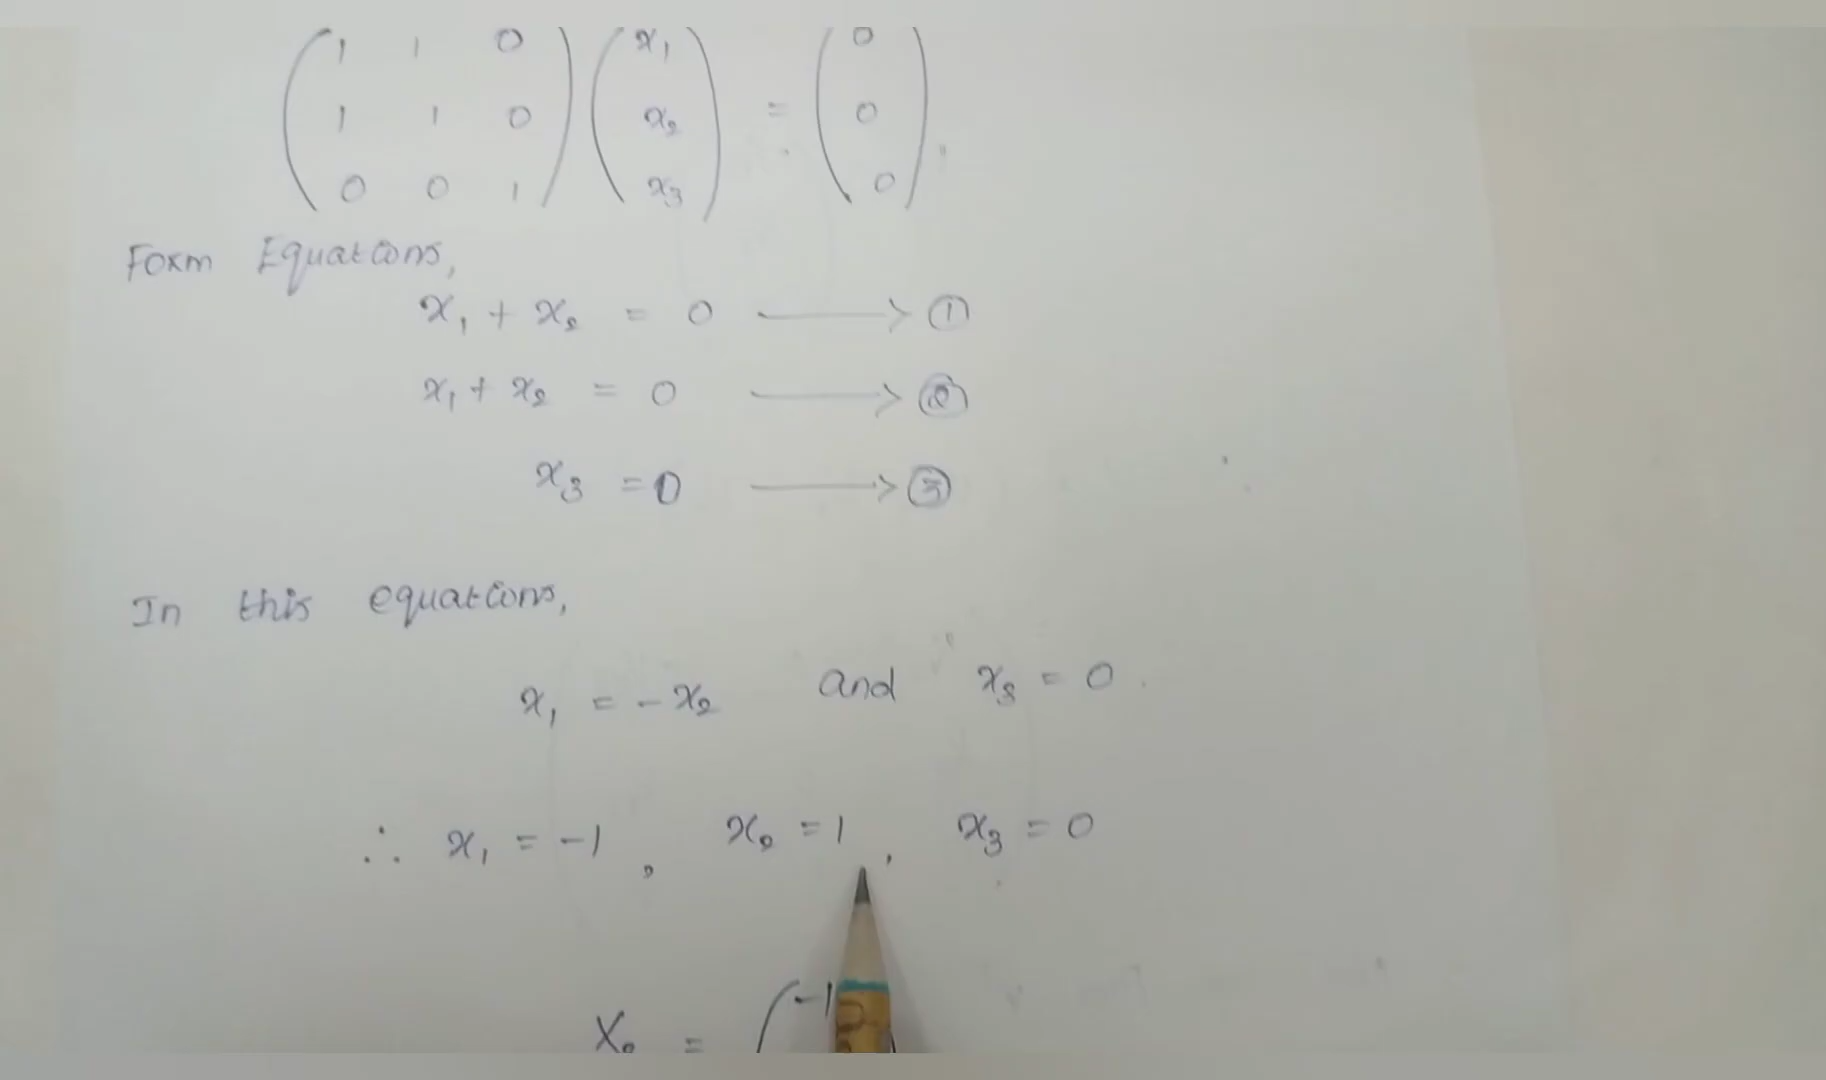 ( 1 1 0 ) ( x₁ ) = ( 0 )
( 1 1 0 ) ( x₂ ) ( 0 )
( 0 0 1 ) ( x₃ ) ( 0 )
Form Equations,
x₁ + x₂ = 0 → ①
x₁ + x₂ = 0 → ②
x₃ = 0 → ③
In this equations,
x₁ = - x₂ and x₃ = 0.
∴ x₁ = -1, x₂ = 1, x₃ = 0
X₂ = ( -1